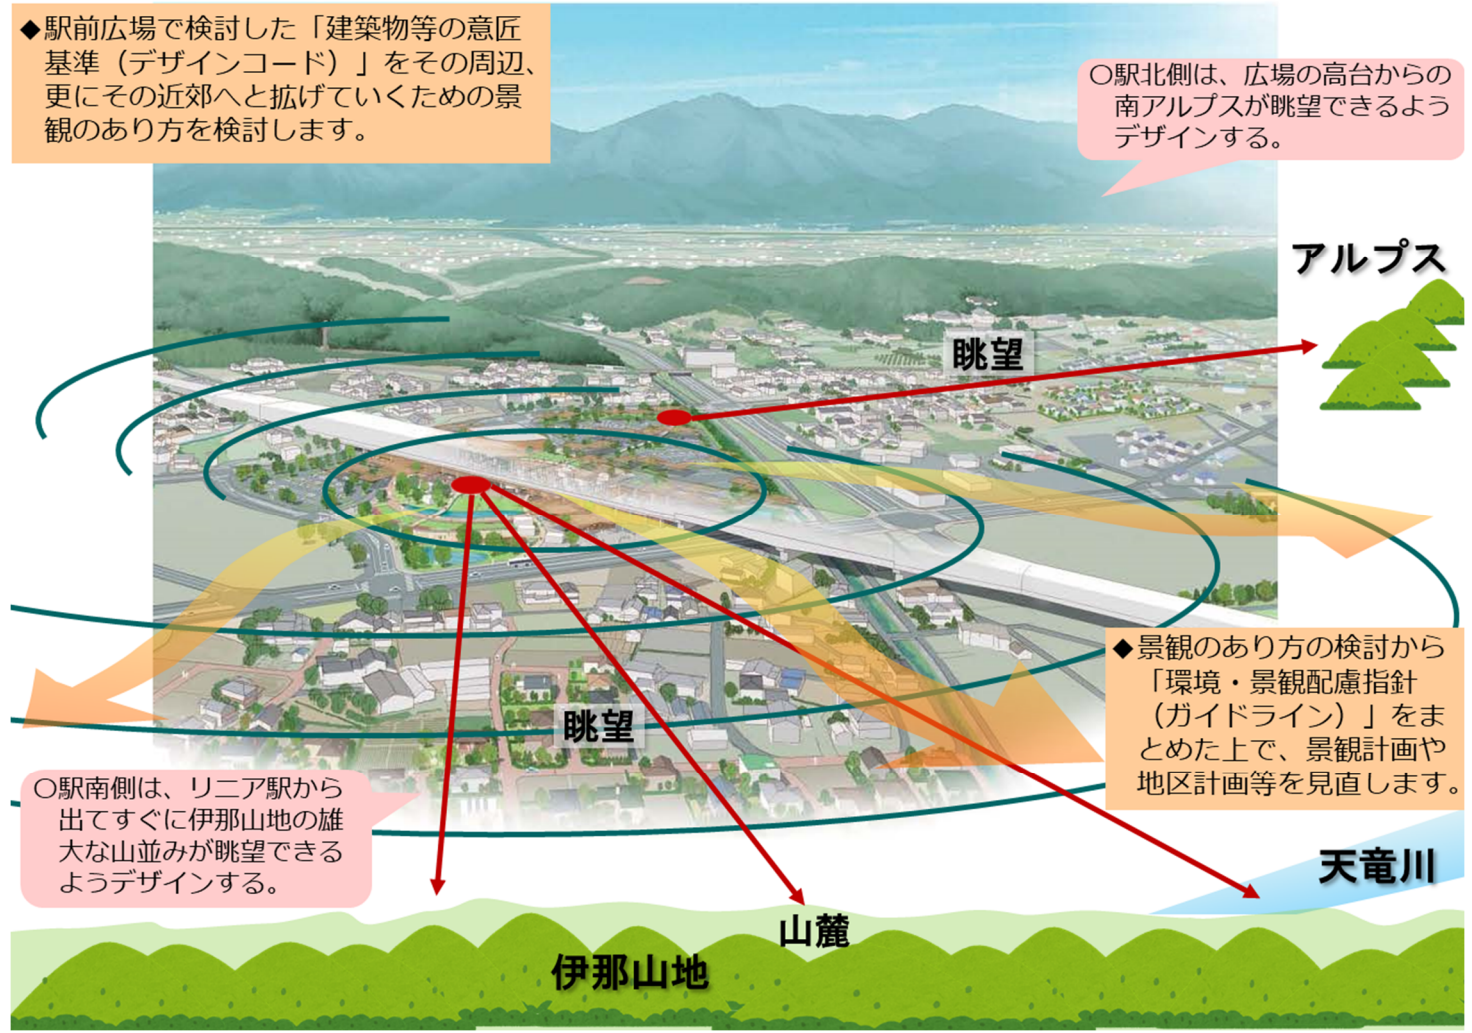 ◆駅前広場で検討した「建築物等の意匠
基準（デザインコード）」をその周辺、
更にその近郊へと拡げていくための景
観のあり方を検討します。
○駅北側は、広場の高台からの
南アルプスが眺望できるよう
デザインする。
アルプス
眺望
◆景観のあり方の検討から
「環境・景観配慮指針
（ガイドライン）」をま
とめた上で、景観計画や
地区計画等を見直します。
眺望
○駅南側は、リニア駅から
出てすぐに伊那山地の雄
大な山並みが眺望できる
ようデザインする。
天竜川
山麓
伊那山地